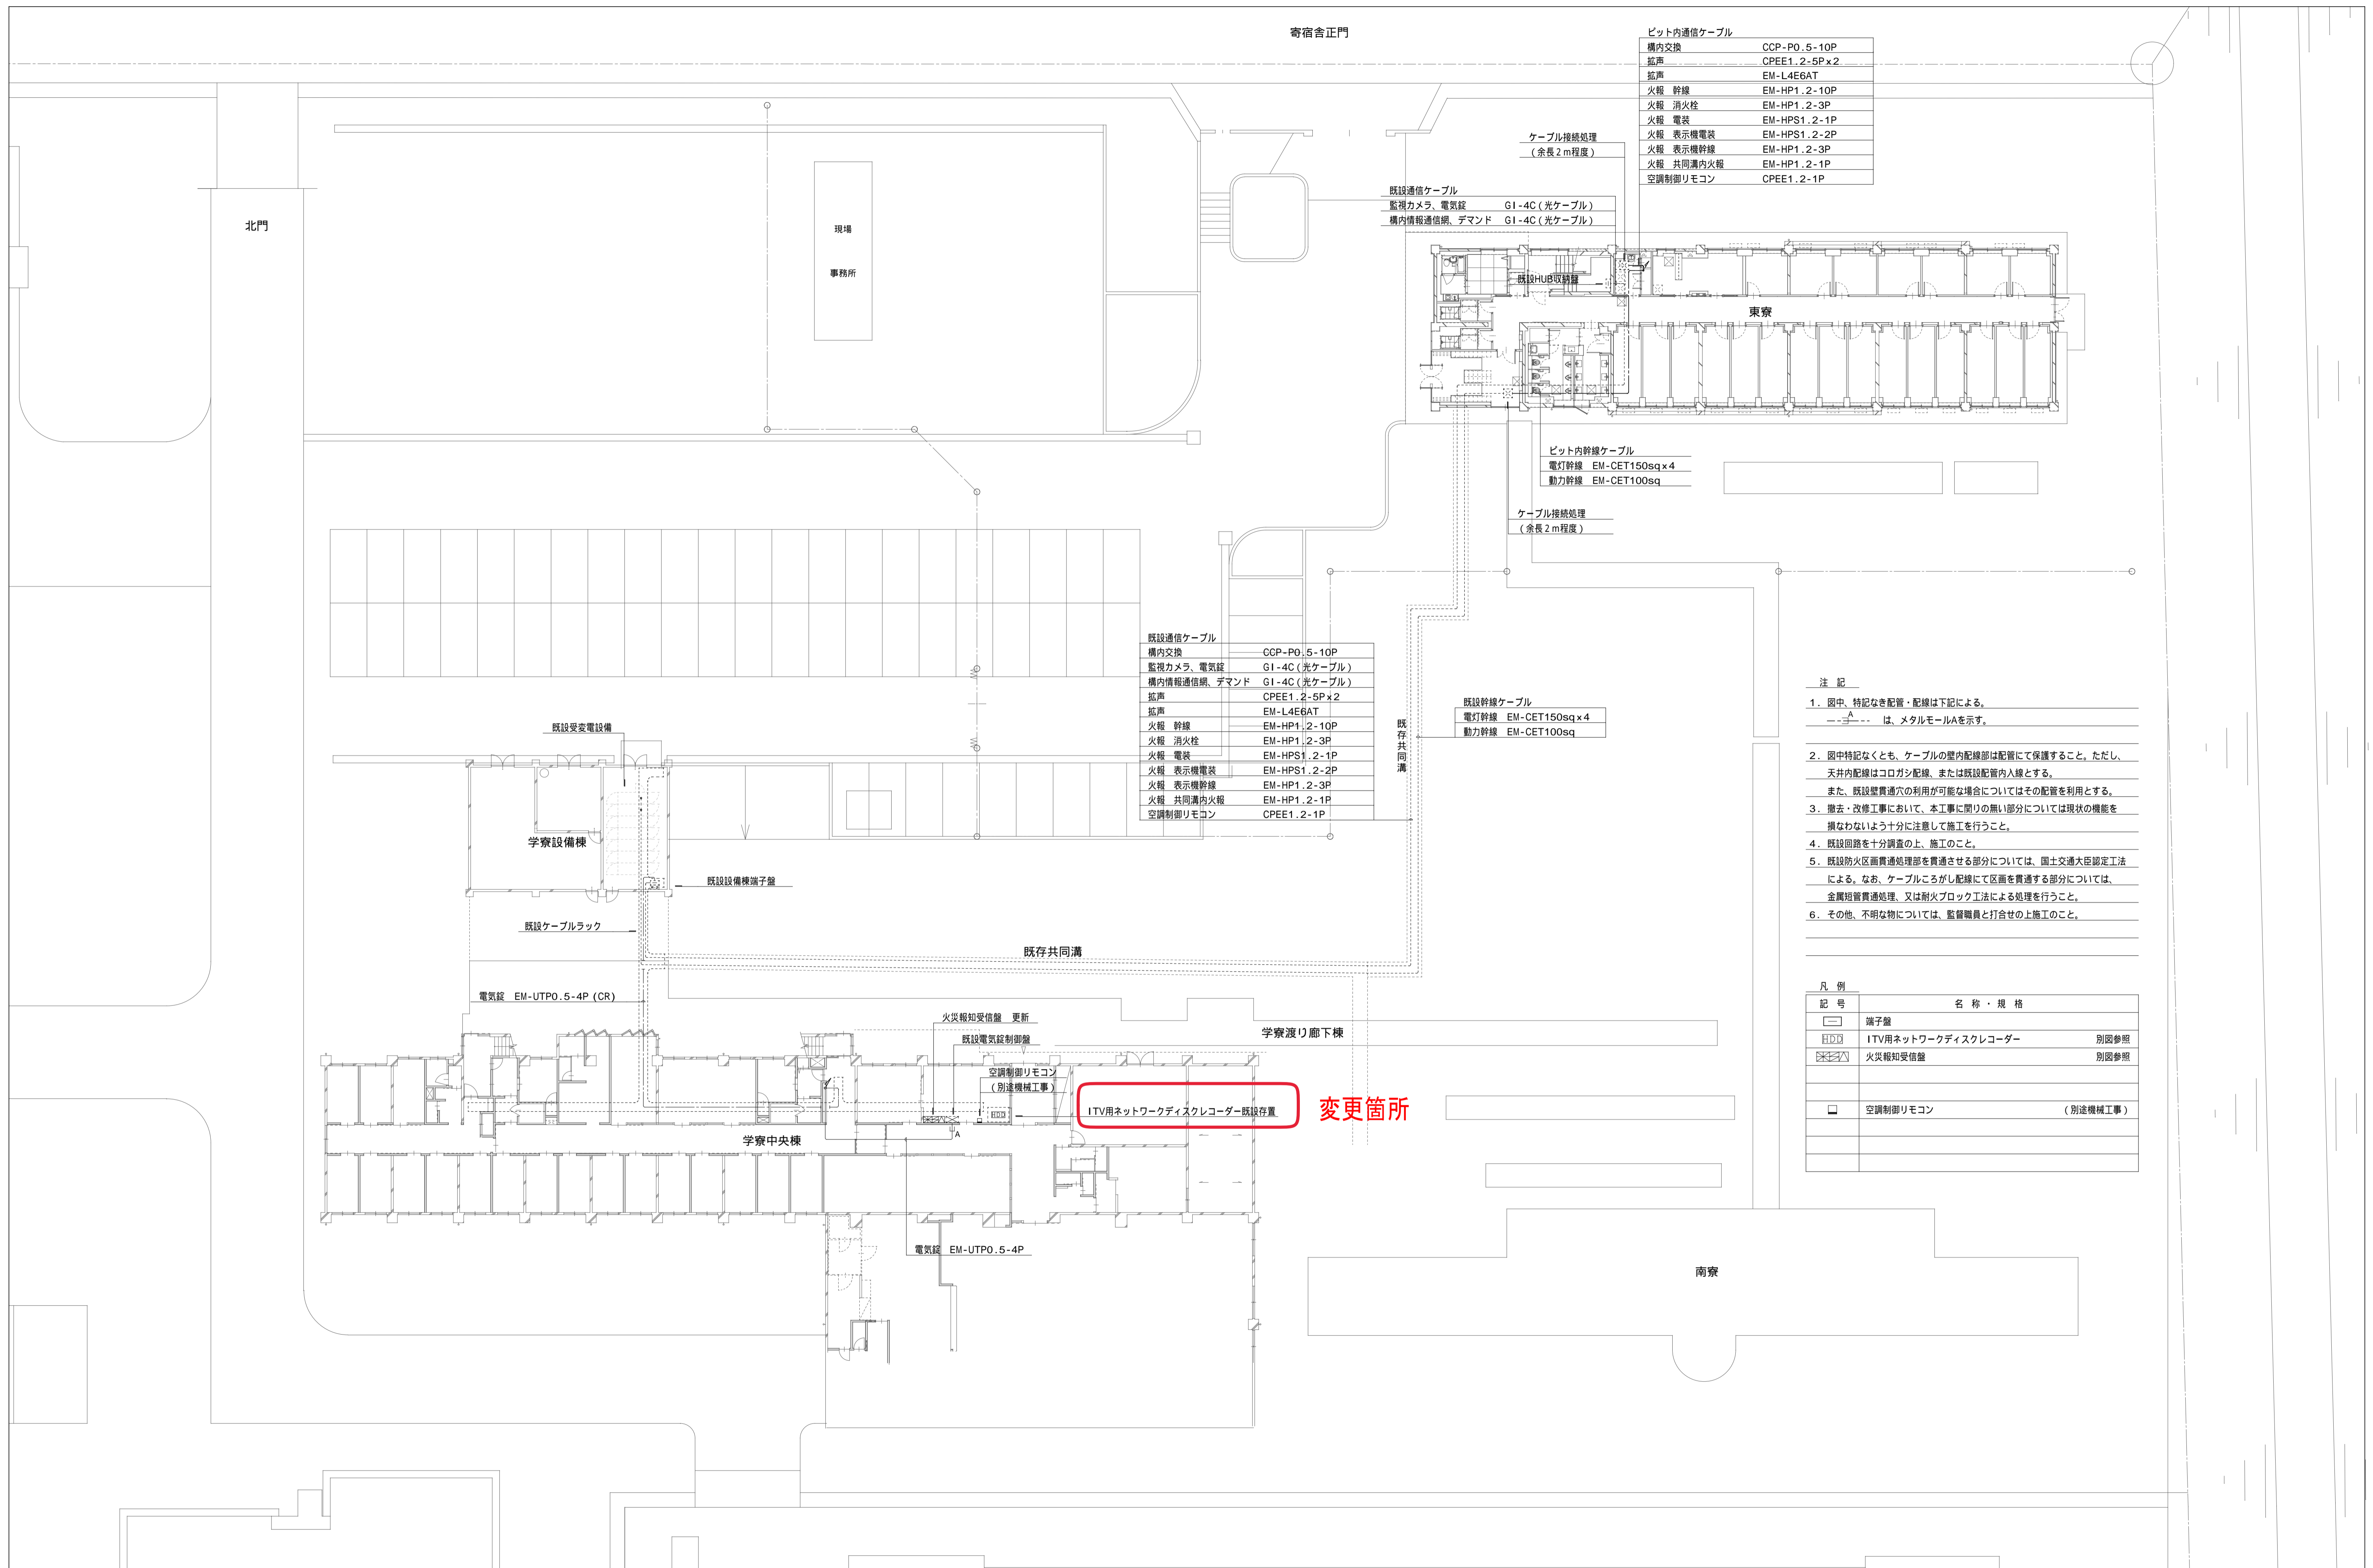 寄宿舎正門
ピット内通信ケーブル
構内交換 CCP-P0.5-10P
拡声 CPEE1.2-5Px2
拡声 EM-L4E6AT
火報 幹線 EM-HP1.2-10P
火報 消火栓 EM-HP1.2-3P
火報 電装 EM-HPS1.2-1P
火報 表示機電装 EM-HPS1.2-2P
火報 表示機幹線 EM-HP1.2-3P
火報 共同溝内火報 EM-HP1.2-1P
空調制御リモコン CPEE1.2-1P
ケーブル接続処理
(余長2m程度)
既設通信ケーブル
監視カメラ、電気錠 GI-4C(光ケーブル)
構内情報通信網、デマンド GI-4C(光ケーブル)
北門
現場
事務所
既設HUB収納盤
東寮
ピット内幹線ケーブル
電灯幹線 EM-CET150sqx4
動力幹線 EM-CET100sq
ケーブル接続処理
(余長2m程度)
既設通信ケーブル
構内交換 CCP-P0.5-10P
監視カメラ、電気錠 GI-4C(光ケーブル)
構内情報通信網、デマンド GI-4C(光ケーブル)
拡声 CPEE1.2-5Px2
拡声 EM-L4E6AT
火報 幹線 EM-HP1.2-10P
火報 消火栓 EM-HP1.2-3P
火報 電装 EM-HPS1.2-1P
火報 表示機電装 EM-HPS1.2-2P
火報 表示機幹線 EM-HP1.2-3P
火報 共同溝内火報 EM-HP1.2-1P
空調制御リモコン CPEE1.2-1P
既存共同溝
既設幹線ケーブル
電灯幹線 EM-CET150sqx4
動力幹線 EM-CET100sq
注 記
1. 図中、特記なき配管・配線は下記による。
A は、メタルモールAを示す。
2. 図中特記なくとも、ケーブルの壁内配線部は配管にて保護すること。ただし、
天井内配線はコロガシ配線、または既設配管内入線とする。
また、既設壁貫通穴の利用が可能な場合についてはその配管を利用とする。
3. 撤去・改修工事において、本工事に関りの無い部分については現状の機能を
損なわないよう十分に注意して施工を行うこと。
4. 既設回路を十分調査の上、施工のこと。
5. 既設防火区画貫通処理部を貫通させる部分については、国土交通大臣認定工法
による。なお、ケーブルころがし配線にて区画を貫通する部分については、
金属短管貫通処理、又は耐火ブロック工法による処理を行うこと。
6. その他、不明な物については、監督職員と打合せの上施工のこと。
既設受変電設備
学寮設備棟
既設設備棟端子盤
既設ケーブルラック
既存共同溝
電気錠 EM-UTP0.5-4P (CR)
火災報知受信盤 更新
既設電気錠制御盤
空調制御リモコン
(別途機械工事)
HDD
ITV用ネットワークディスクレコーダー既設存置
変更箇所
学寮渡り廊下棟
学寮中央棟
A
電気錠 EM-UTP0.5-4P
南寮
凡 例
記 号 名 称 ・ 規 格
端子盤
HDD ITV用ネットワークディスクレコーダー 別図参照
火災報知受信盤 別図参照
空調制御リモコン (別途機械工事)